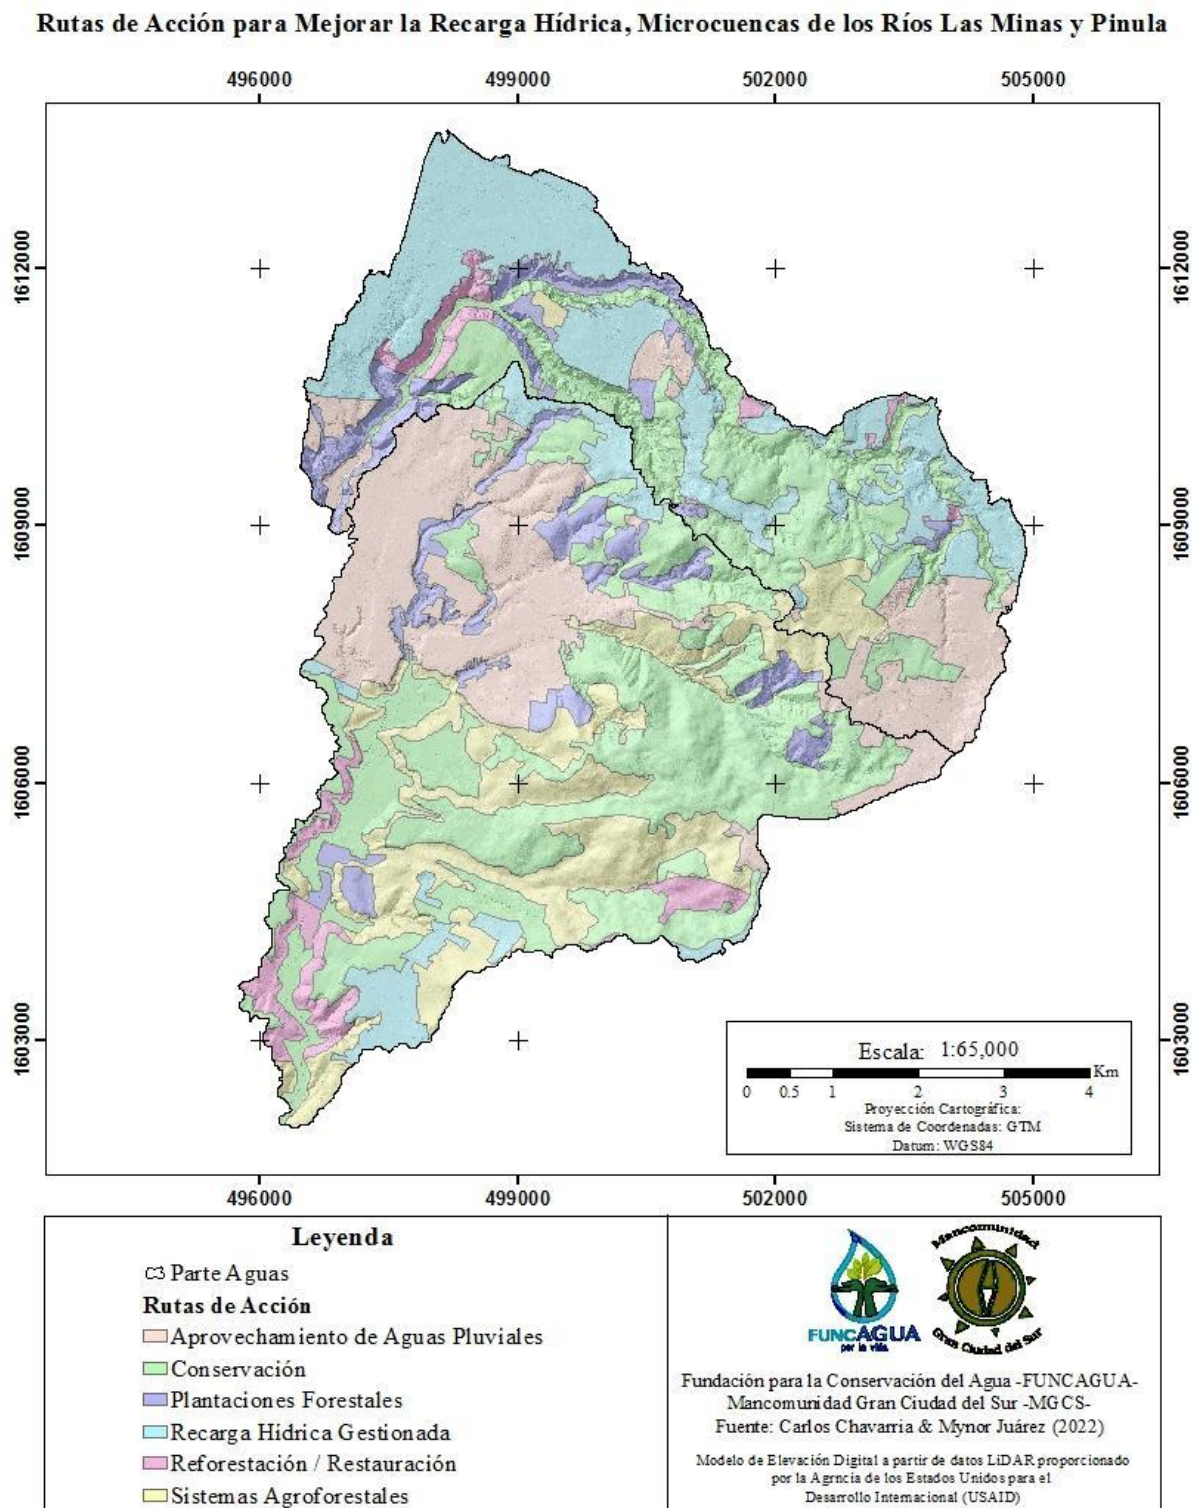 Rutas de Acción para Mejorar la Recarga Hídrica, Microcuencas de los Ríos Las Minas y Pinula
496000 499000 502000 505000
1612000 1612000
1609000 1609000
1606000 1606000
1603000 1603000
Escala: 1:65,000
Km
0 0.5 1 2 3 4
Proyección Cartográfica:
Sistema de Coordenadas: GTM
Datum: WGS84
496000 499000 502000 505000
Leyenda
Parte Aguas
Rutas de Acción
Aprovechamiento de Aguas Pluviales
Conservación
Plantaciones Forestales
Recarga Hídrica Gestionada
Reforestación / Restauración
Sistemas Agroforestales
FUNCAGUA
por la vida
Mancomunidad
Gran Ciudad del Sur
Fundación para la Conservación del Agua -FUNCAGUA-
Mancomunidad Gran Ciudad del Sur -MGCS-
Fuente: Carlos Chavarria & Mynor Juárez (2022)
Modelo de Elevación Digital a partir de datos LiDAR proporcionado
por la Agrncia de los Estados Unidos para el
Desarrollo Internacional (USAID)